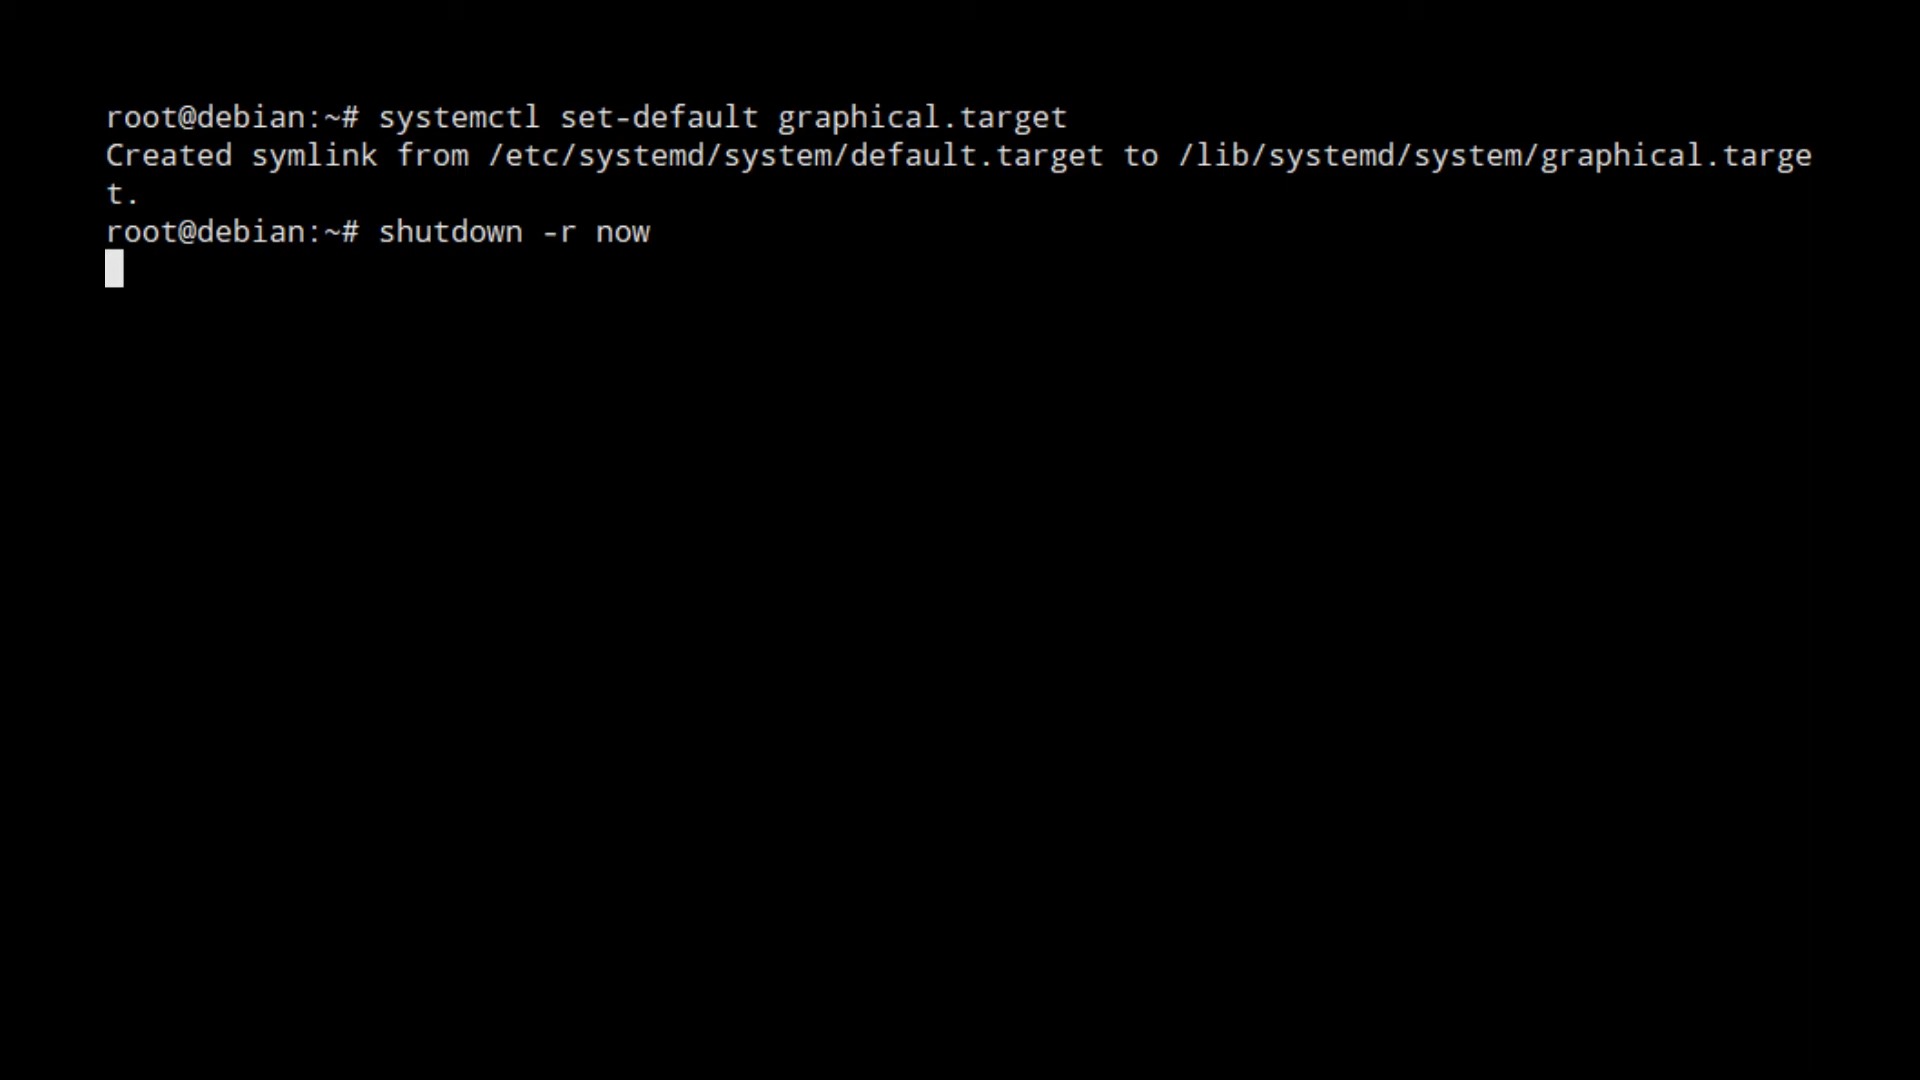 root@debian:~# systemctl set-default graphical.target
Created symlink from /etc/systemd/system/default.target to /lib/systemd/system/graphical.targe
t.
root@debian:~# shutdown -r now